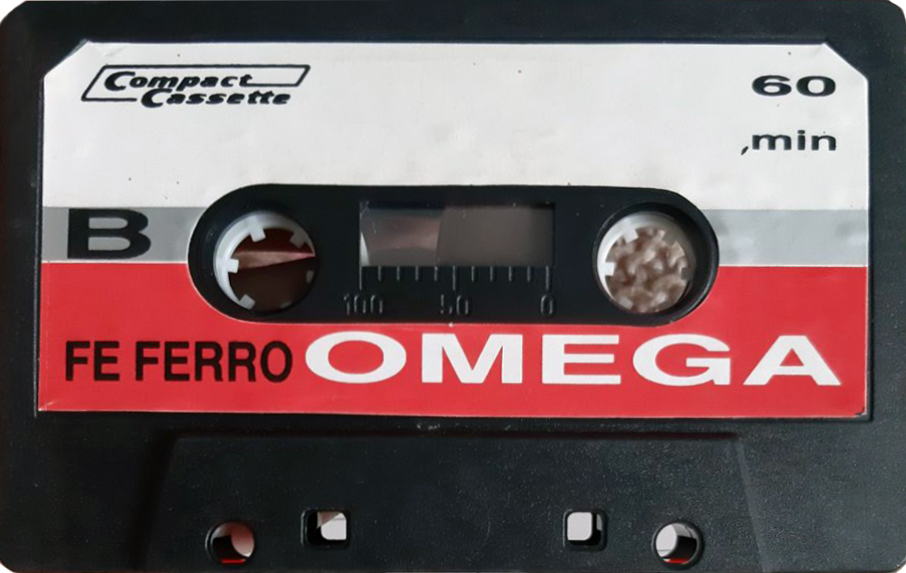 Compact
Cassette
60
min
B
100 50 0
FE FERRO OMEGA